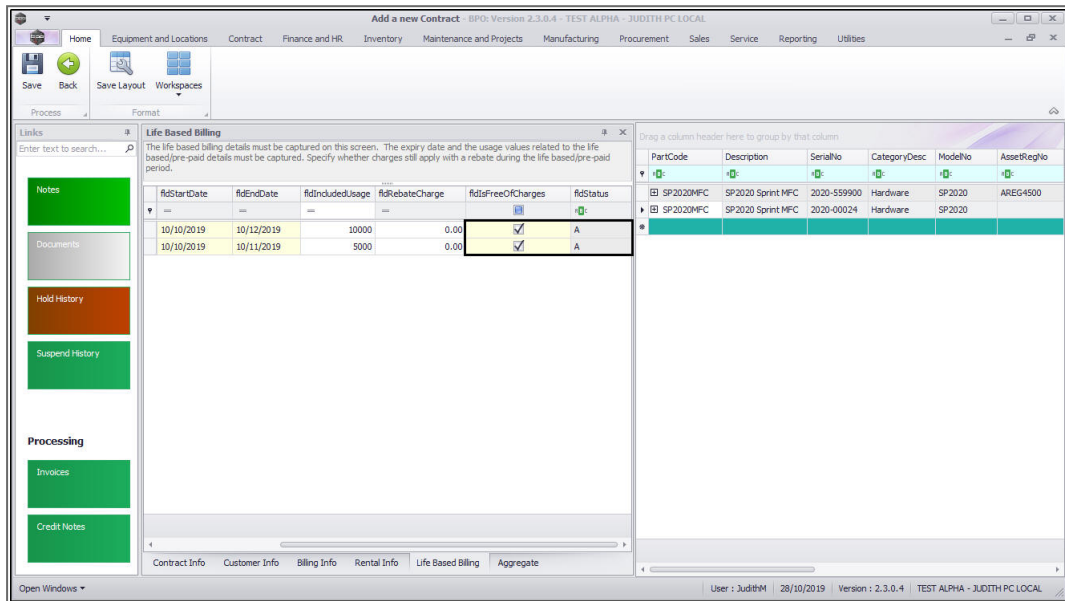 Add a new Contract - BPO: Version 2.3.0.4 - TEST ALPHA - JUDITH PC LOCAL
Home Equipment and Locations Contract Finance and HR Inventory Maintenance and Projects Manufacturing Procurement Sales Service Reporting Utilities
Save Back Save Layout Workspaces
Process Format
Links
Enter text to search...
Notes
Documents
Hold History
Suspend History
Processing
Invoices
Credit Notes
Life Based Billing
The life based billing details must be captured on this screen. The expiry date and the usage values related to the life
based/pre-paid details must be captured. Specify whether charges still apply with a rebate during the life based/pre-paid
period.
fldStartDate fldEndDate fldIncludedUsage fldRebateCharge fldIsFreeOfCharges fldStatus
= = = =
10/10/2019 10/12/2019 10000 0.00 A
10/10/2019 10/11/2019 5000 0.00 A
Contract Info Customer Info Billing Info Rental Info Life Based Billing Aggregate
Drag a column header here to group by that column
PartCode Description SerialNo CategoryDesc ModelNo AssetRegNo
SP2020MFC SP2020 Sprint MFC 2020-559900 Hardware SP2020 AREG4500
SP2020MFC SP2020 Sprint MFC 2020-00024 Hardware SP2020
Open Windows User : JudithM 28/10/2019 Version : 2.3.0.4 TEST ALPHA - JUDITH PC LOCAL